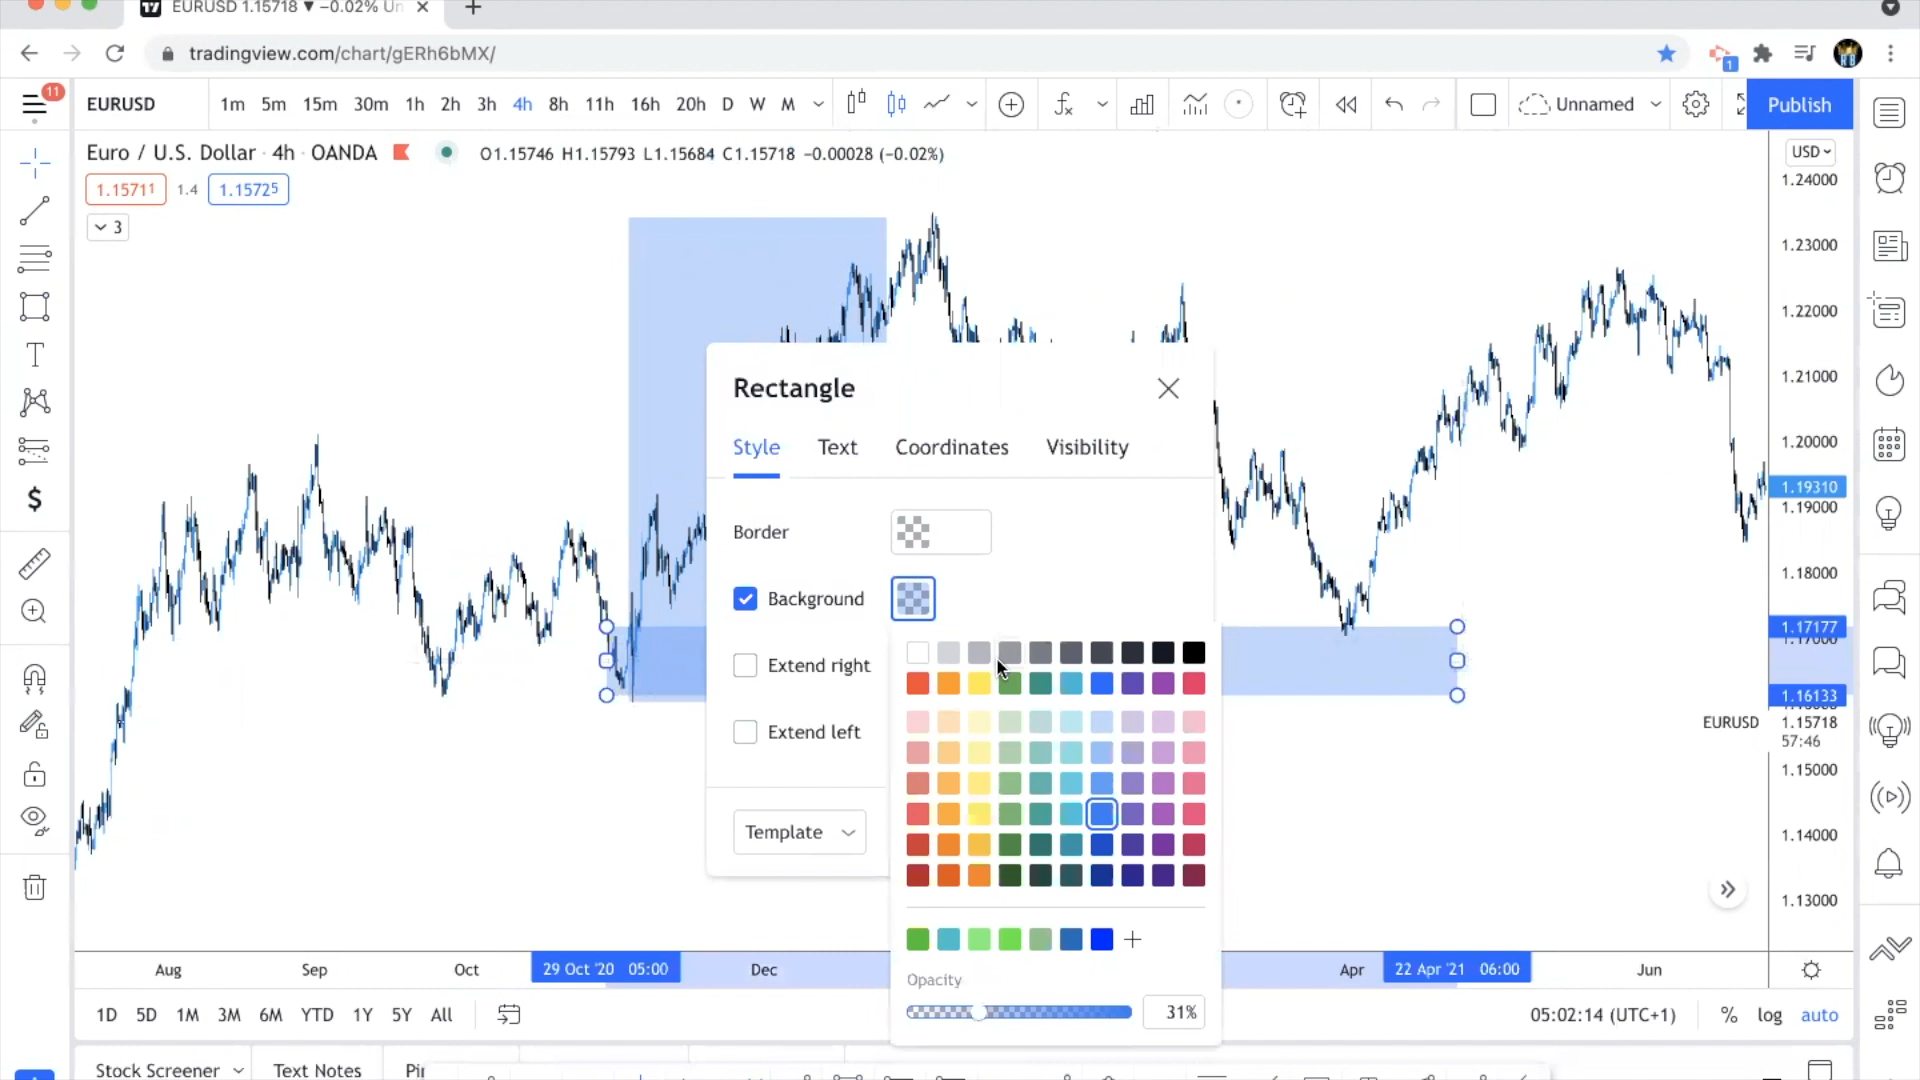 EURUSD 1.15718 ▼ −0.02% Un
tradingview.com/chart/gERh6bMX/
1
11
EURUSD
1m 5m 15m 30m 1h 2h 3h 4h 8h 11h 16h 20h D W M
Unnamed
Publish
Euro / U.S. Dollar · 4h · OANDA
O1.15746 H1.15793 L1.15684 C1.15718 −0.00028 (−0.02%)
USD
1.15711
1.4
1.15725
3
1.24000
1.23000
1.22000
1.21000
1.20000
1.19310
1.19000
1.18000
1.17177
1.17000
1.16133
EURUSD
1.15718
57:46
1.15000
1.14000
1.13000
Rectangle
Style
Text
Coordinates
Visibility
Border
Background
Extend right
Extend left
Template
Opacity
31%
Aug
Sep
Oct
29 Oct '20 05:00
Dec
Apr
22 Apr '21 06:00
Jun
1D 5D 1M 3M 6M YTD 1Y 5Y All
05:02:14 (UTC+1)
%
log
auto
Stock Screener
Text Notes